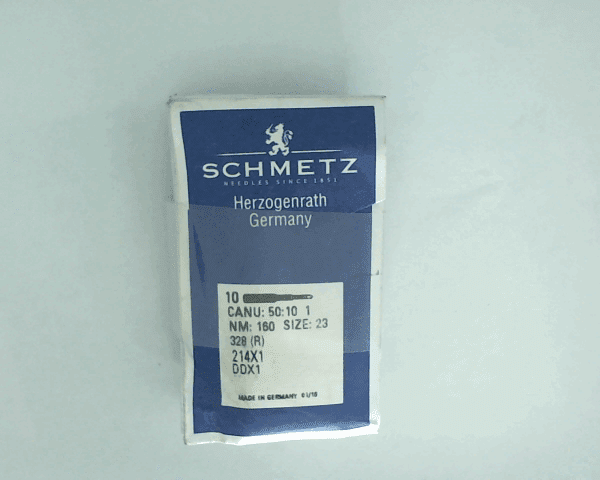 SCHMETZ
NEEDLES SINCE 1851
Herzogenrath
Germany
10
CANU: 50:10 1
NM: 160 SIZE: 23
328 (R)
214X1
DDX1
MADE IN GERMANY 01/18